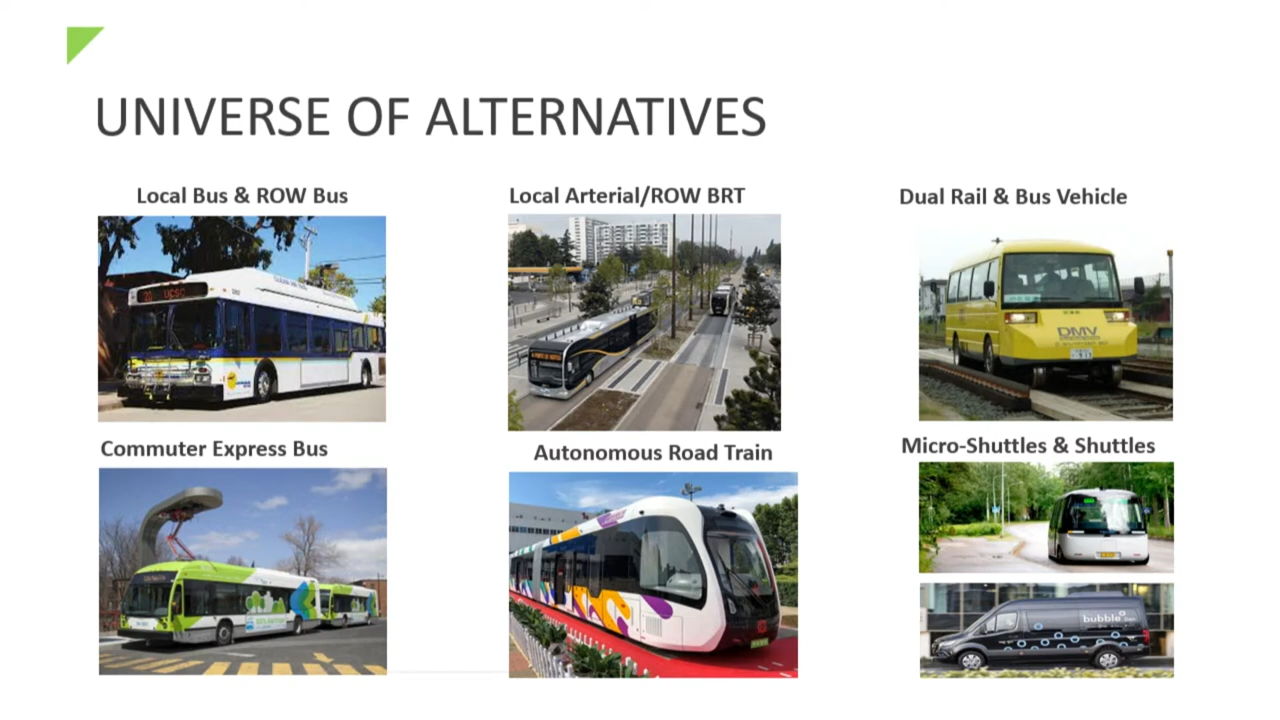 UNIVERSE OF ALTERNATIVES
Local Bus & ROW Bus
Local Arterial/ROW BRT
Dual Rail & Bus Vehicle
20 UCSC
DMV
Commuter Express Bus
Autonomous Road Train
Micro-Shuttles & Shuttles
bubble